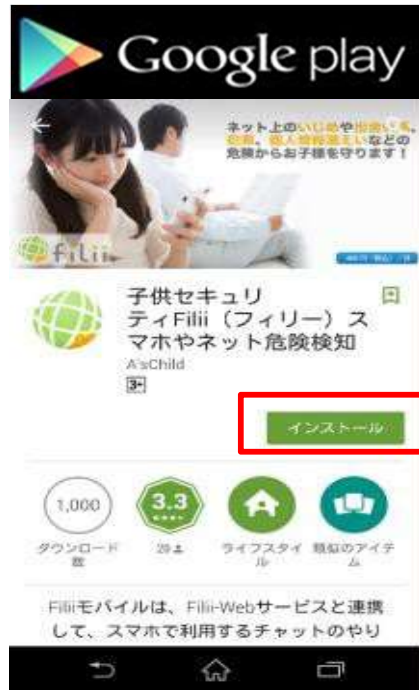 Google play
ネット上のいじめや出会い系、
犯罪、個人情報漏えいなどの
危険からお子様を守ります！
Filii
子供セキュリ
ティFilii（フィリー）ス
マホやネット危険検知
A'sChild
3+
インストール
1,000
3.3
ダウンロード
数
20
ライフスタイ
ル
類似のアイテ
ム
Filiiモバイルは、Filii-Webサービスと連携
して、スマホで利用するチャットのやり